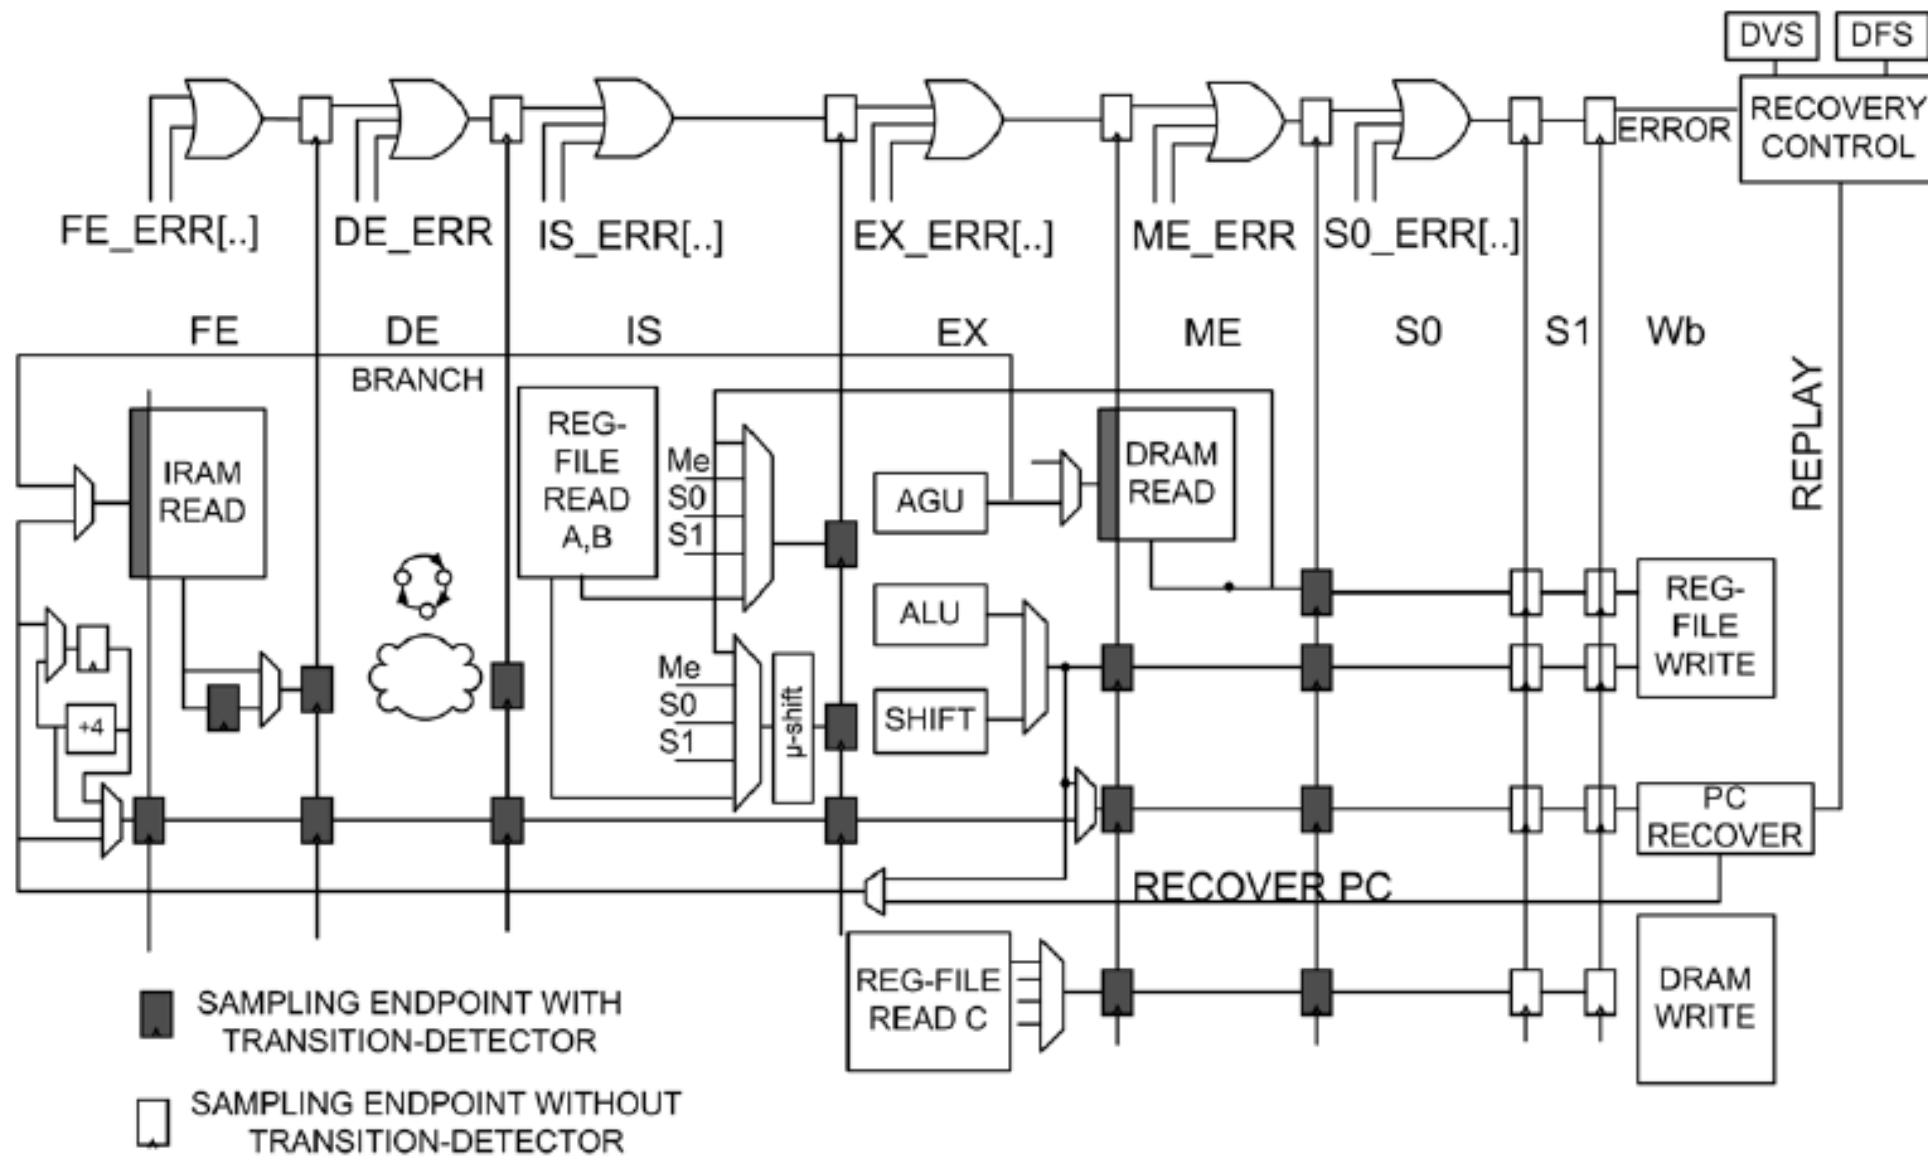 DVS
DFS
RECOVERY
CONTROL
ERROR
FE_ERR[..]
DE_ERR
IS_ERR[..]
EX_ERR[..]
ME_ERR
S0_ERR[..]
FE
DE
IS
EX
ME
S0
S1
Wb
BRANCH
REPLAY
IRAM
READ
REG-
FILE
READ
A,B
Me
S0
S1
AGU
DRAM
READ
ALU
REG-
FILE
WRITE
Me
S0
S1
μ-shift
SHIFT
+4
PC
RECOVER
RECOVER PC
REG-FILE
READ C
DRAM
WRITE
SAMPLING ENDPOINT WITH
TRANSITION-DETECTOR
SAMPLING ENDPOINT WITHOUT
TRANSITION-DETECTOR